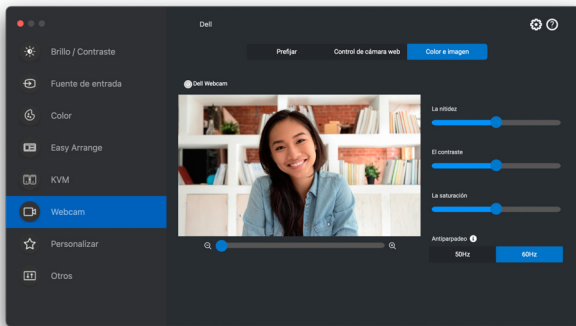 Dell
Brillo / Contraste
Fuente de entrada
Color
Easy Arrange
KVM
Webcam
Personalizar
Otros
Prefijar
Control de cámara web
Color e imagen
Dell Webcam
La nitidez
El contraste
La saturación
Antiparpadeo
50Hz
60Hz